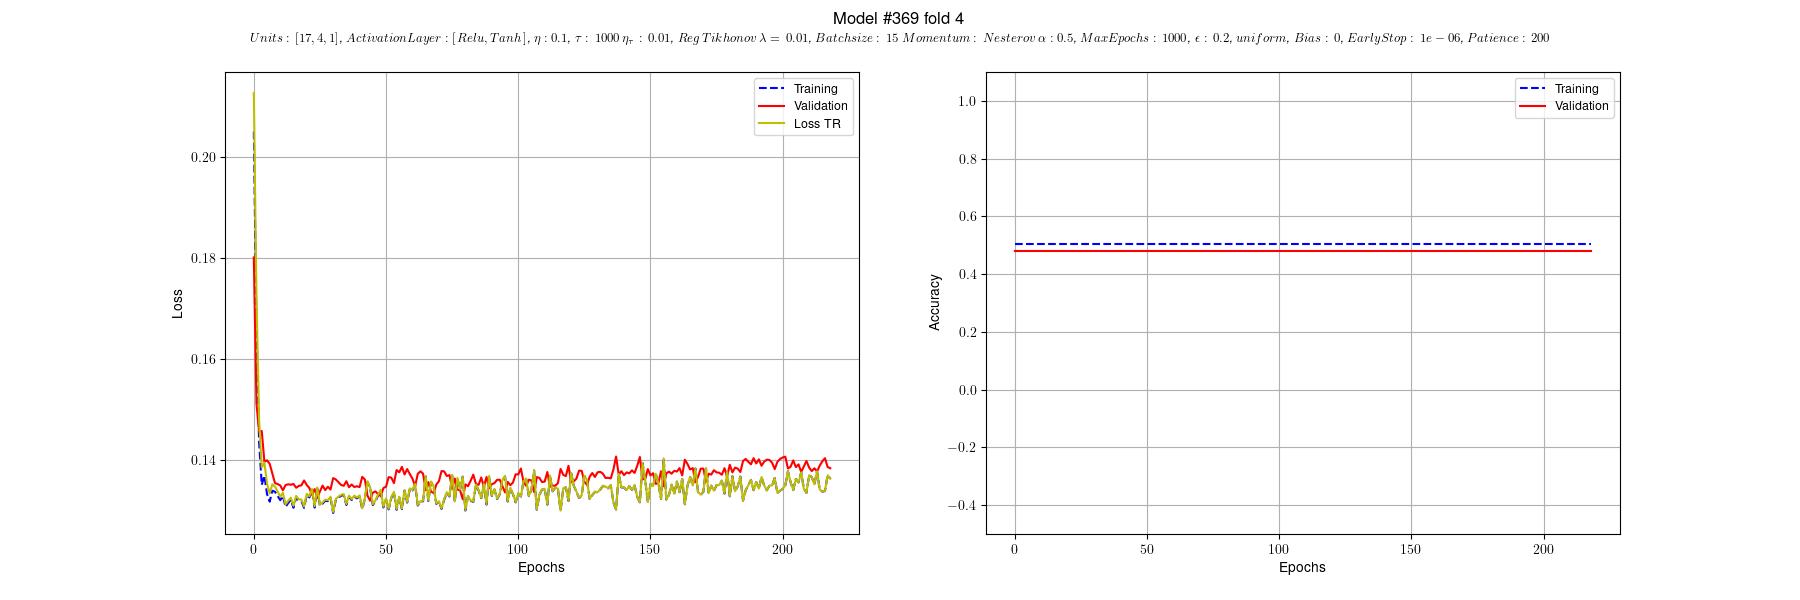 Model #369 fold 4
Units : [17, 4, 1], ActivationLayer : [Relu, Tanh], η : 0.1, τ : 1000 η_τ : 0.01, Reg Tikhonov λ = 0.01, Batchsize : 15 Momentum : Nesterov α : 0.5, MaxEpochs : 1000, ϵ : 0.2, uniform, Bias : 0, EarlyStop : 1e − 06, Patience : 200
Training
Validation
Loss TR
0.20
0.18
0.16
0.14
Loss
0 50 100 150 200
Epochs
Training
Validation
1.0
0.8
0.6
0.4
0.2
0.0
−0.2
−0.4
Accuracy
0 50 100 150 200
Epochs